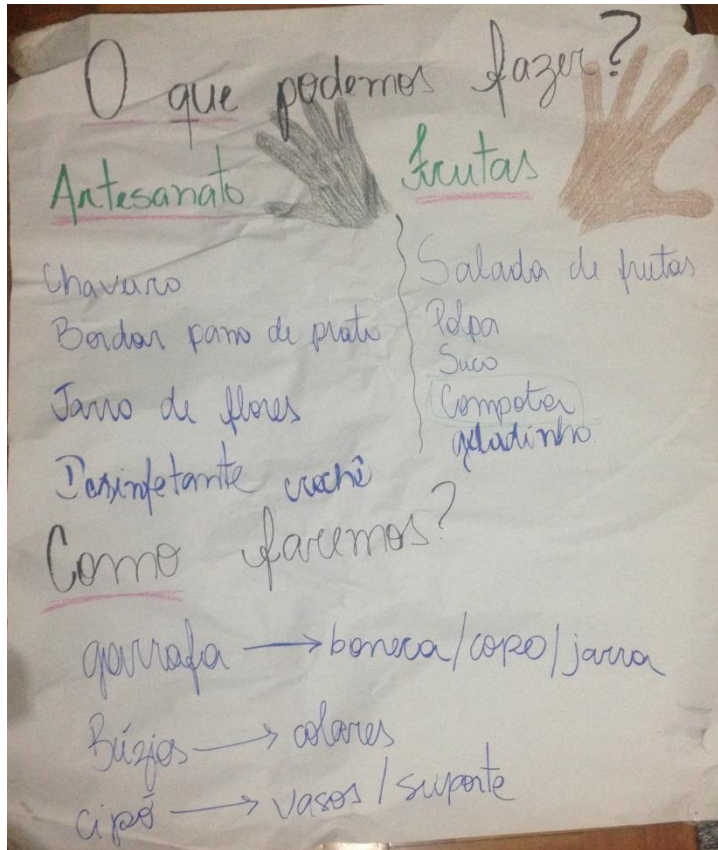 O que podemos fazer?
Artesanato
Chaveiro
Bordar pano de prato
Jarro de flores
Desinfetante crochê
Frutas
Salada de frutas
Polpa
Suco
Compota
geladinho
Como faremos?
garrafa → boneca/copo/jarra
Búzios → colares
cipó → vasos/suporte